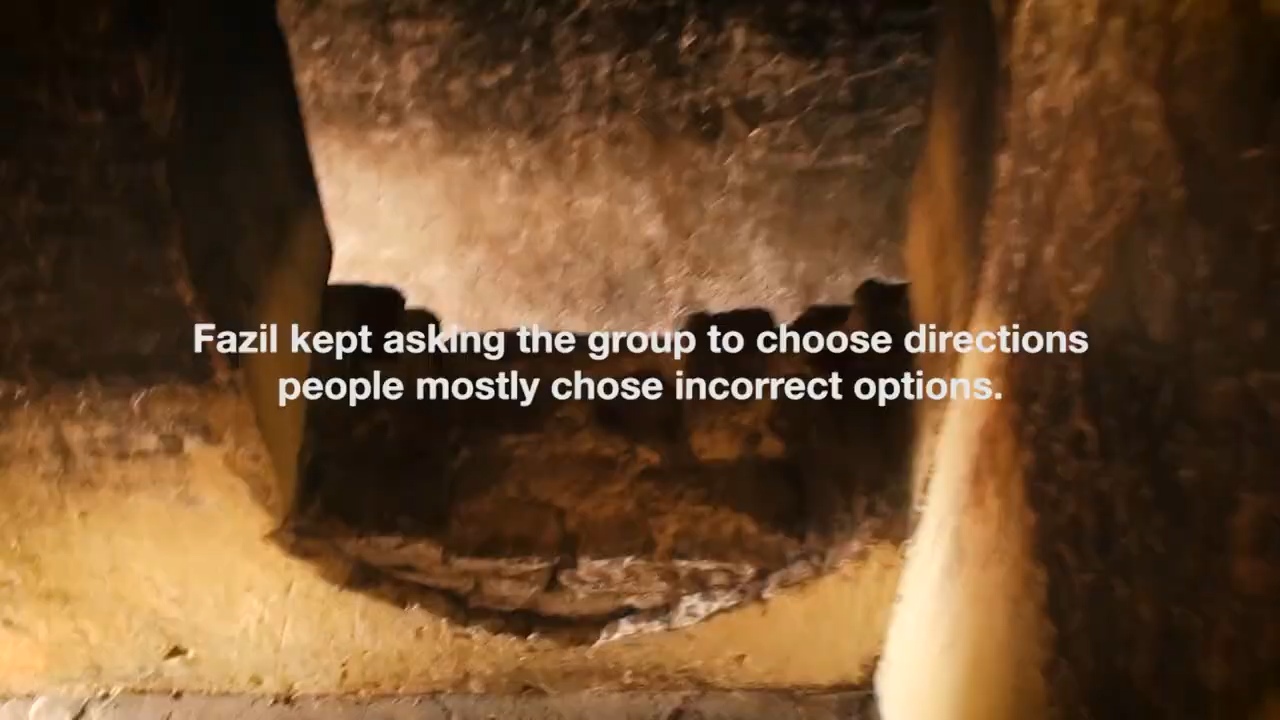 Fazil kept asking the group to choose directions
people mostly chose incorrect options.